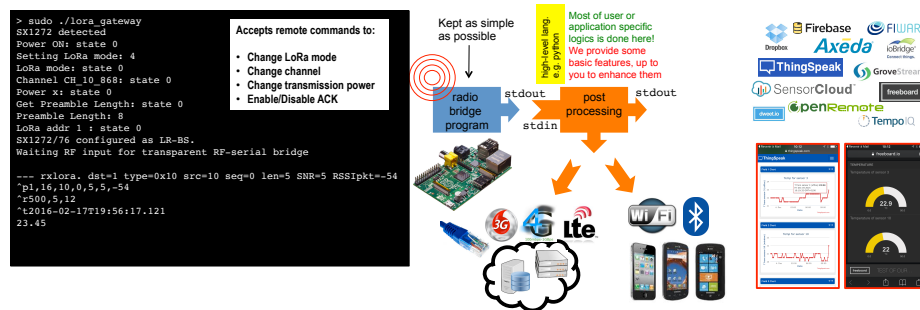 > sudo ./lora_gateway
SX1272 detected
Power ON: state 0
Setting LoRa mode: 4
LoRa mode: state 0
Channel CH_10_868: state 0
Power x: state 0
Get Preamble Length: state 0
Preamble Length: 8
LoRa addr 1 : state 0
SX1272/76 configured as LR-BS.
Waiting RF input for transparent RF-serial bridge
--- rxlora. dst=1 type=0x10 src=10 seq=0 len=5 SNR=5 RSSIpkt=-54
^p1,16,10,0,5,5,-54
^r500,5,12
^t2016-02-17T19:56:17.121
23.45
Accepts remote commands to:
• Change LoRa mode
• Change channel
• Change transmission power
• Enable/Disable ACK
Kept as simple
as possible
high-level lang.
e.g. python
Most of user or
application specific
logics is done here!
We provide some
basic features, up to
you to enhance them
radio
bridge
program
stdout
stdin
post
processing
stdout
3G
4G
Lte
Wi Fi
Dropbox
Firebase
FIWAR
Axeda
ioBridge
Connect things.
ThingSpeak
GroveStrea
SensorCloud
freeboard
dweet.io
OpenRemote
TempoIQ
ThingSpeak
freeboard.io
22.9
22